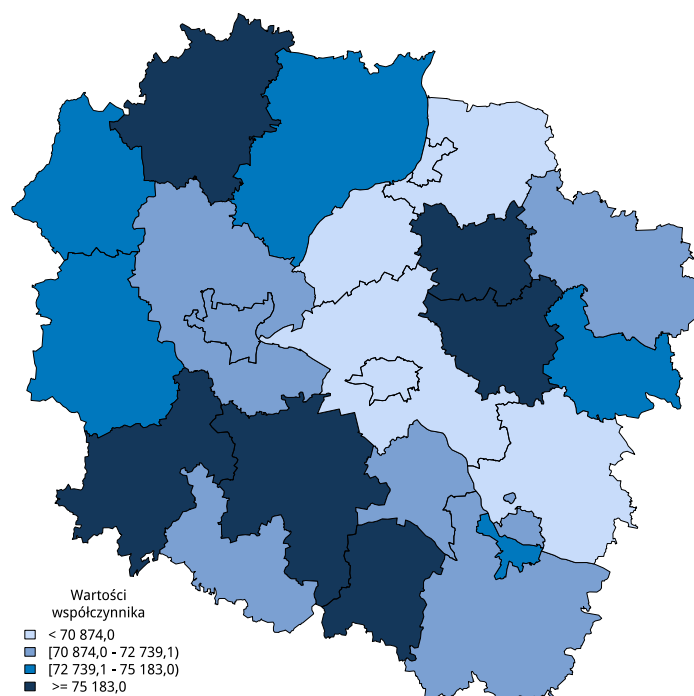 Wartości
współczynnika
< 70 874,0
[70 874,0 - 72 739,1)
[72 739,1 - 75 183,0)
>= 75 183,0